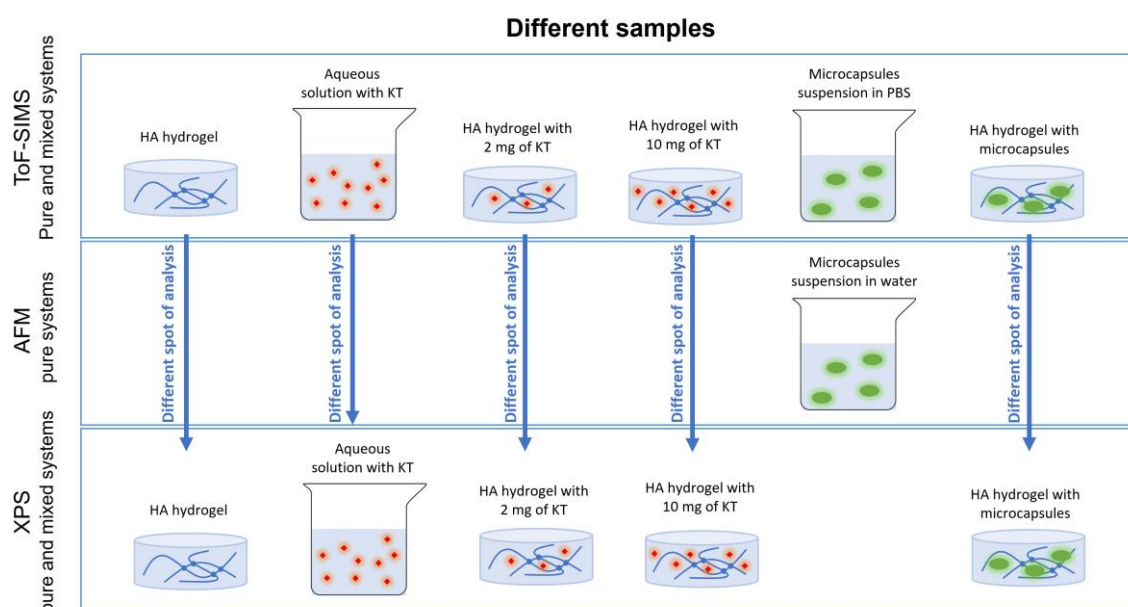 Different samples
ToF-SIMS
Pure and mixed systems
HA hydrogel
Aqueous
solution with KT
HA hydrogel with
2 mg of KT
HA hydrogel with
10 mg of KT
Microcapsules
suspension in PBS
HA hydrogel with
microcapsules
AFM
pure systems
Different spot of analysis
Different spot of analysis
Different spot of analysis
Different spot of analysis
Microcapsules
suspension in water
Different spot of analysis
XPS
pure and mixed systems
HA hydrogel
Aqueous
solution with KT
HA hydrogel with
2 mg of KT
HA hydrogel with
10 mg of KT
HA hydrogel with
microcapsules